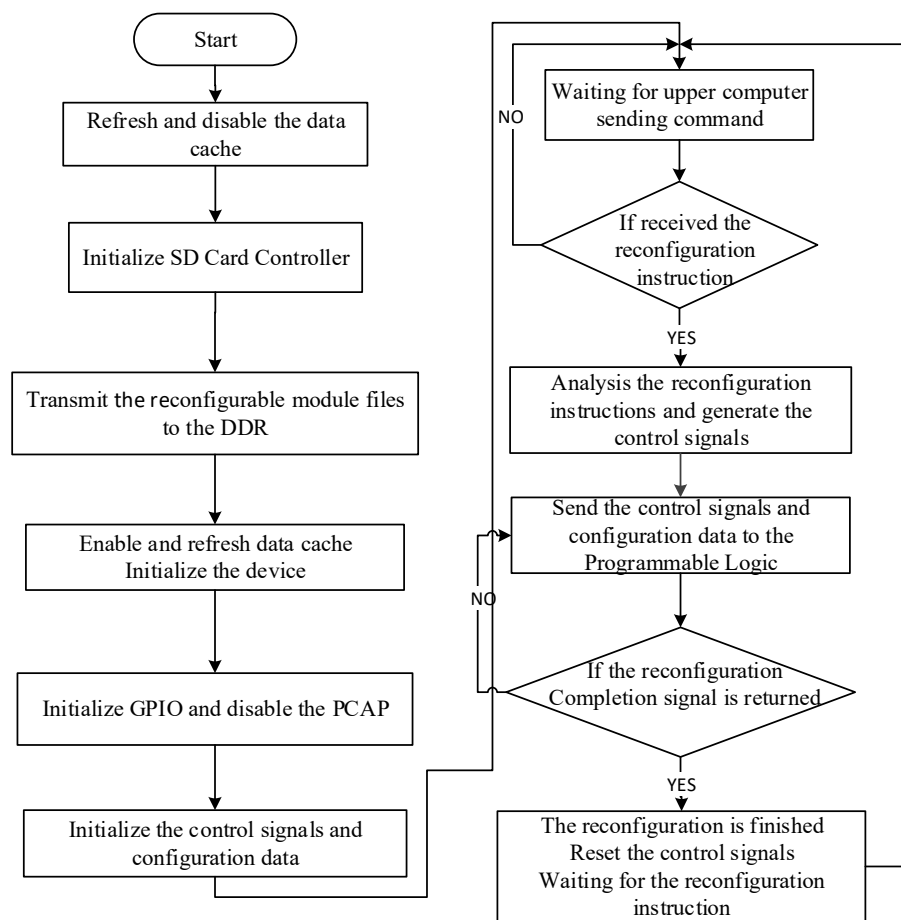 Start
Refresh and disable the data
cache
Initialize SD Card Controller
Transmit the reconfigurable module files
to the DDR
Enable and refresh data cache
Initialize the device
Initialize GPIO and disable the PCAP
Initialize the control signals and
configuration data
Waiting for upper computer
sending command
NO
If received the
reconfiguration
instruction
YES
Analysis the reconfiguration
instructions and generate the
control signals
Send the control signals and
configuration data to the
Programmable Logic
NO
If the reconfiguration
Completion signal is returned
YES
The reconfiguration is finished
Reset the control signals
Waiting for the reconfiguration
instruction